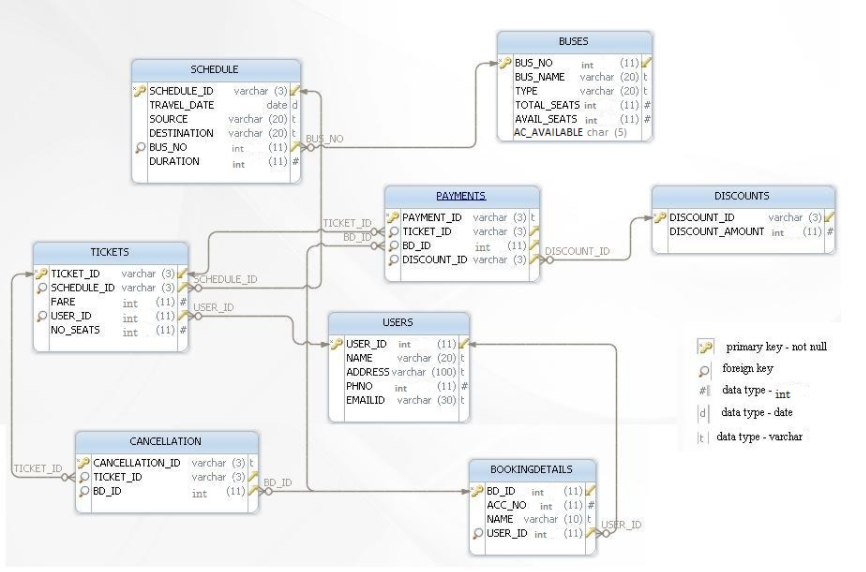 BUSES
BUS_NO int (11)
BUS_NAME varchar (20) t
TYPE varchar (20) t
TOTAL_SEATS int (11) #
AVAIL_SEATS int (11) #
AC_AVAILABLE char (5)
SCHEDULE
SCHEDULE_ID varchar (3)
TRAVEL_DATE date d
SOURCE varchar (20) t
DESTINATION varchar (20) t
BUS_NO int (11)
DURATION int (11) #
BUS_NO
PAYMENTS
PAYMENT_ID varchar (3) t
TICKET_ID varchar (3)
BD_ID int (11)
DISCOUNT_ID varchar (3)
TICKET_ID
BD_ID
DISCOUNT_ID
DISCOUNTS
DISCOUNT_ID varchar (3)
DISCOUNT_AMOUNT int (11) #
TICKETS
TICKET_ID varchar (3)
SCHEDULE_ID varchar (3)
FARE int (11) #
USER_ID int (11)
NO_SEATS int (11) #
SCHEDULE_ID
USER_ID
USERS
USER_ID int (11)
NAME varchar (20) t
ADDRESS varchar (100) t
PHNO int (11) #
EMAILID varchar (30) t
primary key - not null
foreign key
# data type - int
d data type - date
t data type - varchar
CANCELLATION
CANCELLATION_ID varchar (3) t
TICKET_ID varchar (3)
BD_ID int (11)
TICKET_ID
BD_ID
BOOKINGDETAILS
BD_ID int (11)
ACC_NO int (11) #
NAME varchar (10) t
USER_ID int (11)
USER_ID